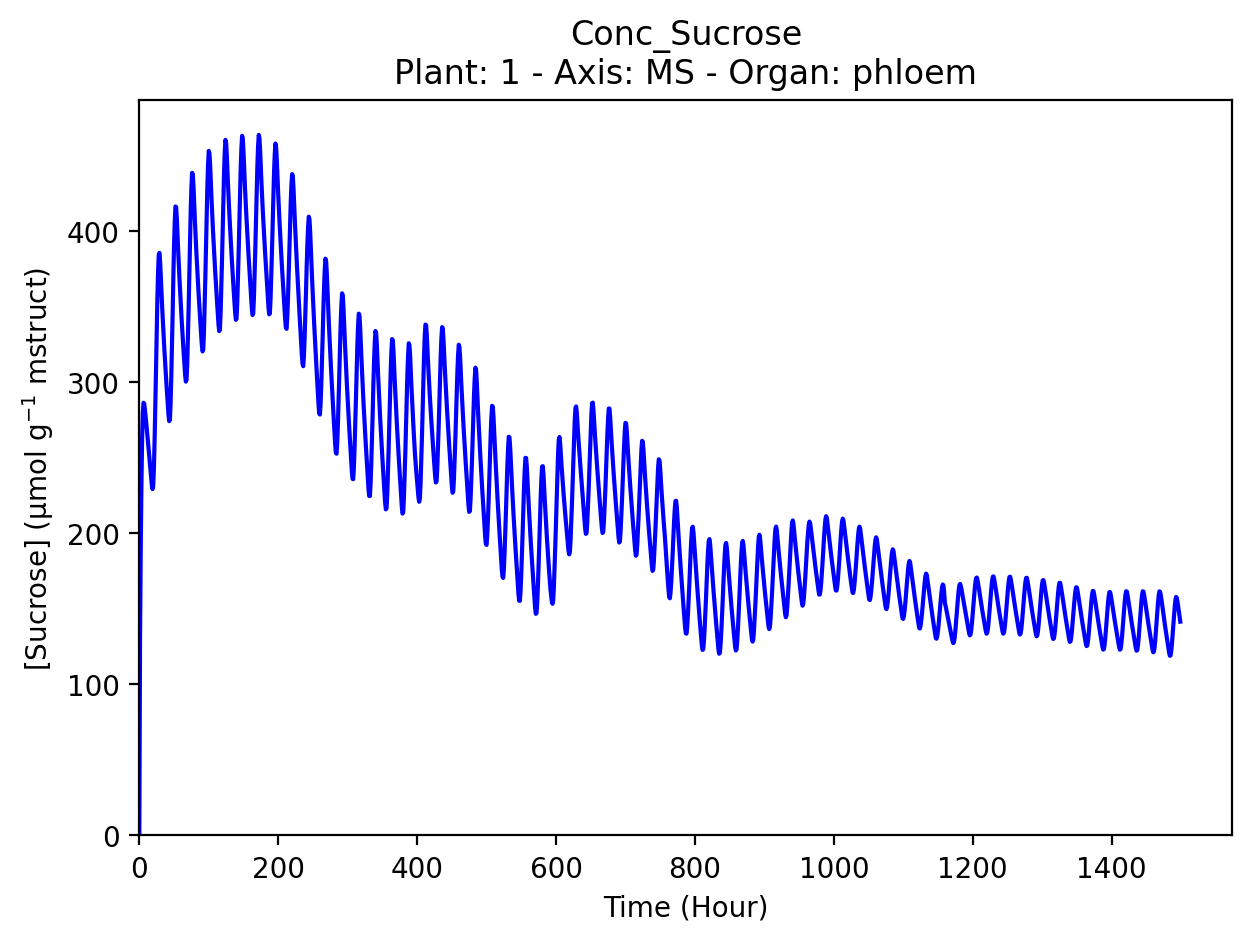 Conc_Sucrose
Plant: 1 - Axis: MS - Organ: phloem
[Sucrose] (µmol g⁻¹ mstruct)
400
300
200
100
0
0 200 400 600 800 1000 1200 1400
Time (Hour)